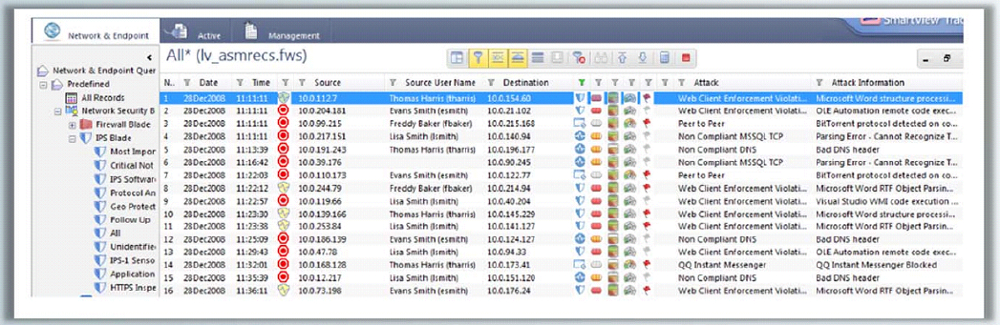 SmartView Trac
Network & Endpoint
Active
Management
All* (lv_asmrecs.fws)
Network & Endpoint Quer
Predefined
All Records
Network Security B
Firewall Blade
IPS Blade
Most Impor
Critical Not
IPS Softwar
Protocol An
Geo Protect
Follow Up
All
Unidentifie
IPS-1 Senso
Application
HTTPS Inspe
N.. Date Time Source Source User Name Destination Attack Attack Information
1 28Dec2008 11:11:11 10.0.112.7 Thomas Harris (tharris) 10.0.154.60 Web Client Enforcement Violati... Microsoft Word structure processi...
2 28Dec2008 11:11:11 10.0.204.181 Evans Smith (esmith) 10.0.21.102 Web Client Enforcement Violati... OLE Automation remote code exec...
3 28Dec2008 11:11:11 10.0.99.215 Freddy Baker (fbaker) 10.0.215.168 Peer to Peer BitTorrent protocol detected on co...
4 28Dec2008 11:11:11 10.0.217.151 Lisa Smith (lsmith) 10.0.140.94 Non Compliant MSSQL TCP Parsing Error - Cannot Recognize T...
5 28Dec2008 11:13:39 10.0.191.243 Thomas Harris (tharris) 10.0.196.177 Non Compliant DNS Bad DNS header
6 28Dec2008 11:16:42 10.0.39.176 10.0.90.245 Non Compliant MSSQL TCP Parsing Error - Cannot Recognize T...
7 28Dec2008 11:22:03 10.0.110.173 Evans Smith (esmith) 10.0.122.77 Peer to Peer BitTorrent protocol detected on co...
8 28Dec2008 11:22:12 10.0.244.79 Freddy Baker (fbaker) 10.0.214.94 Web Client Enforcement Violati... Microsoft Word RTF Object Parsin...
9 28Dec2008 11:22:57 10.0.119.66 Lisa Smith (lsmith) 10.0.40.204 Web Client Enforcement Violati... Visual Studio WMI code execution ...
10 28Dec2008 11:23:30 10.0.139.166 Thomas Harris (tharris) 10.0.145.229 Web Client Enforcement Violati... Microsoft Word structure processi...
11 28Dec2008 11:23:38 10.0.253.84 Lisa Smith (lsmith) 10.0.127.130 Web Client Enforcement Violati... Microsoft Word RTF Object Parsin...
12 28Dec2008 11:25:09 10.0.186.139 Evans Smith (esmith) 10.0.124.127 Non Compliant DNS Bad DNS header
13 28Dec2008 11:29:43 10.0.47.78 Lisa Smith (lsmith) 10.0.94.33 Web Client Enforcement Violati... OLE Automation remote code exec...
14 28Dec2008 11:32:01 10.0.168.128 Thomas Harris (tharris) 10.0.173.41 QQ Instant Messenger QQ Instant Messenger Blocked
15 28Dec2008 11:35:39 10.0.12.217 Lisa Smith (lsmith) 10.0.151.120 Non Compliant DNS Bad DNS header
16 28Dec2008 11:36:11 10.0.73.198 Evans Smith (esmith) 10.0.176.24 Web Client Enforcement Violati... Microsoft Word RTF Object Parsin...